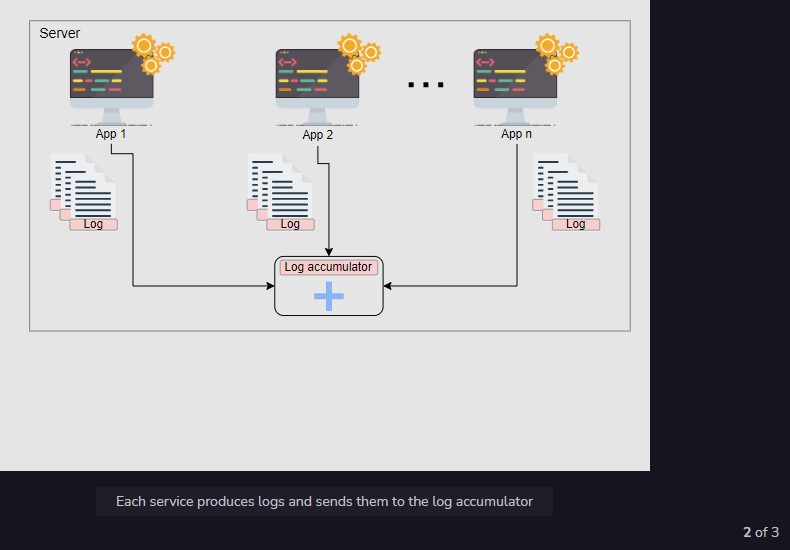 Server
App 1
App 2
App n
Log
Log
Log
Log accumulator
Each service produces logs and sends them to the log accumulator
2 of 3